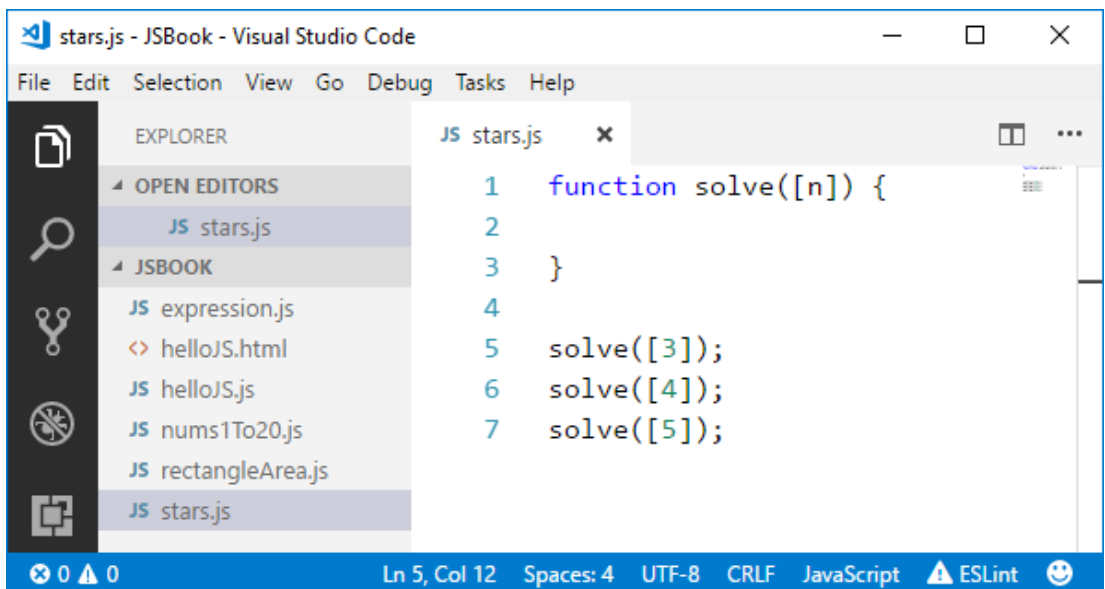 stars.js - JSBook - Visual Studio Code
File Edit Selection View Go Debug Tasks Help
EXPLORER
OPEN EDITORS
JS stars.js
JSBOOK
JS expression.js
<> helloJS.html
JS helloJS.js
JS nums1To20.js
JS rectangleArea.js
JS stars.js
JS stars.js
1 function solve([n]) {
2
3 }
4
5 solve([3]);
6 solve([4]);
7 solve([5]);
0 0 Ln 5, Col 12 Spaces: 4 UTF-8 CRLF JavaScript ESLint